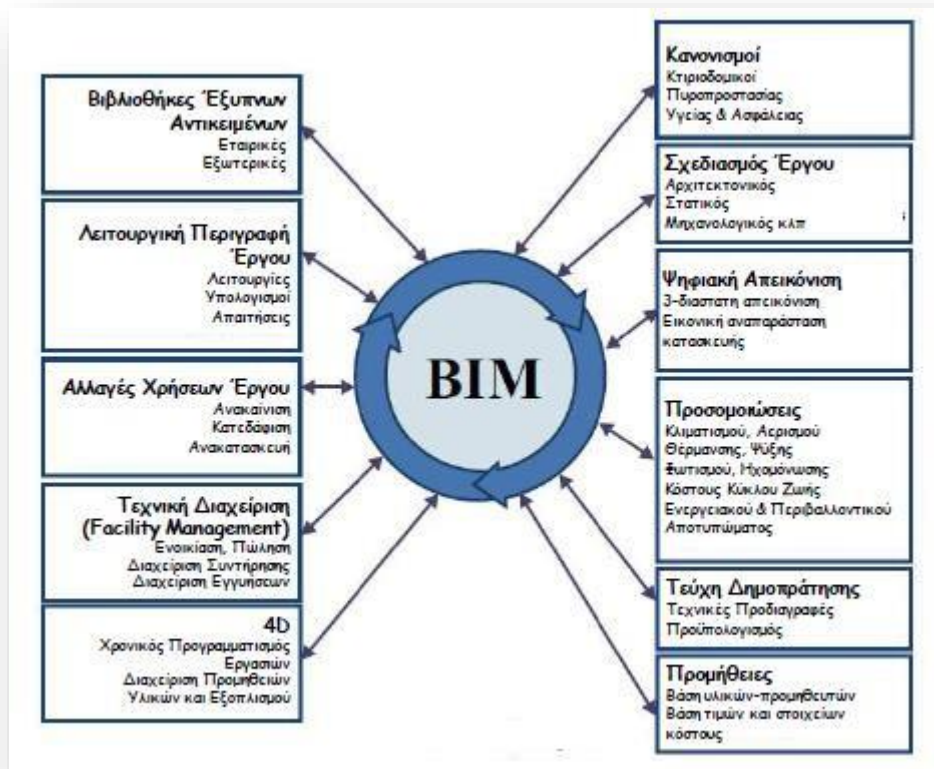 Βιβλιοθήκες Έξυπνων
Αντικειμένων
Εταιρικές
Εξωτερικές
Λειτουργική Περιγραφή
Έργου
Λειτουργίες
Υπολογισμοί
Απαιτήσεις
Αλλαγές Χρήσεων Έργου
Ανακαίνιση
Κατεδάφιση
Ανακατασκευή
Τεχνική Διαχείριση
(Facility Management)
Ενοικίαση, Πώληση
Διαχείριση Συντήρησης
Διαχείριση Εγγυήσεων
4D
Χρονικός Προγραμματισμός
Εργασιών
Διαχείριση Προμηθειών
Υλικών και Εξοπλισμού
BIM
Κανονισμοί
Κτιριοδομικοί
Πυροπροστασίας
Υγείας & Ασφάλειας
Σχεδιασμός Έργου
Αρχιτεκτονικός
Στατικός
Μηχανολογικός κλπ
Ψηφιακή Απεικόνιση
3-διαστατη απεικόνιση
Εικονική αναπαράσταση
κατασκευής
Προσομοιώσεις
Κλιματισμού, Αερισμού
Θέρμανσης, Ψύξης
Φωτισμού, Ηχομόνωσης
Κόστους Κύκλου Ζωής
Ενεργειακού & Περιβαλλοντικού
Αποτυπώματος
Τεύχη Δημοπράτησης
Τεχνικές Προδιαγραφές
Προϋπολογισμός
Προμήθειες
Βάση υλικών-προμηθευτών
Βάση τιμών και στοιχείων
κόστους